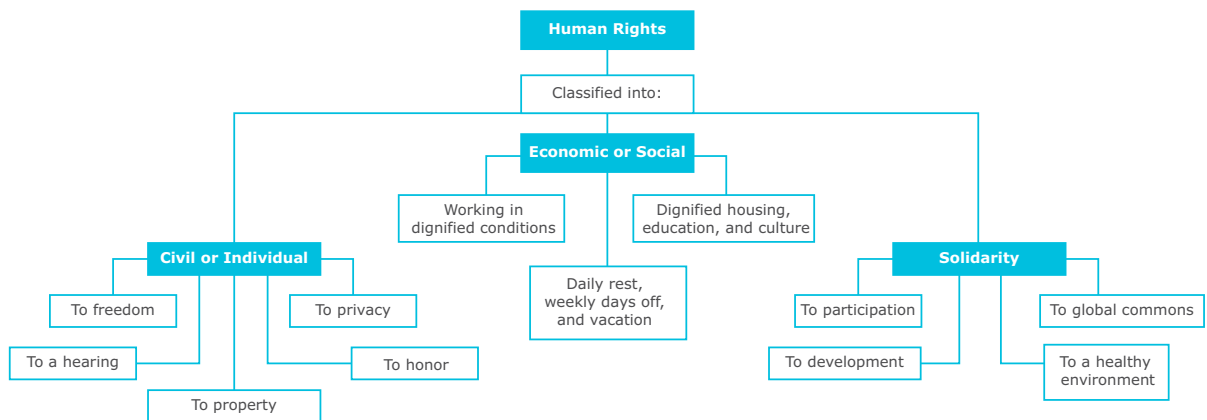 Human Rights
Classified into:
Economic or Social
Working in
dignified conditions
Dignified housing,
education, and culture
Daily rest,
weekly days off,
and vacation
Civil or Individual
To freedom
To privacy
To a hearing
To honor
To property
Solidarity
To participation
To global commons
To development
To a healthy
environment